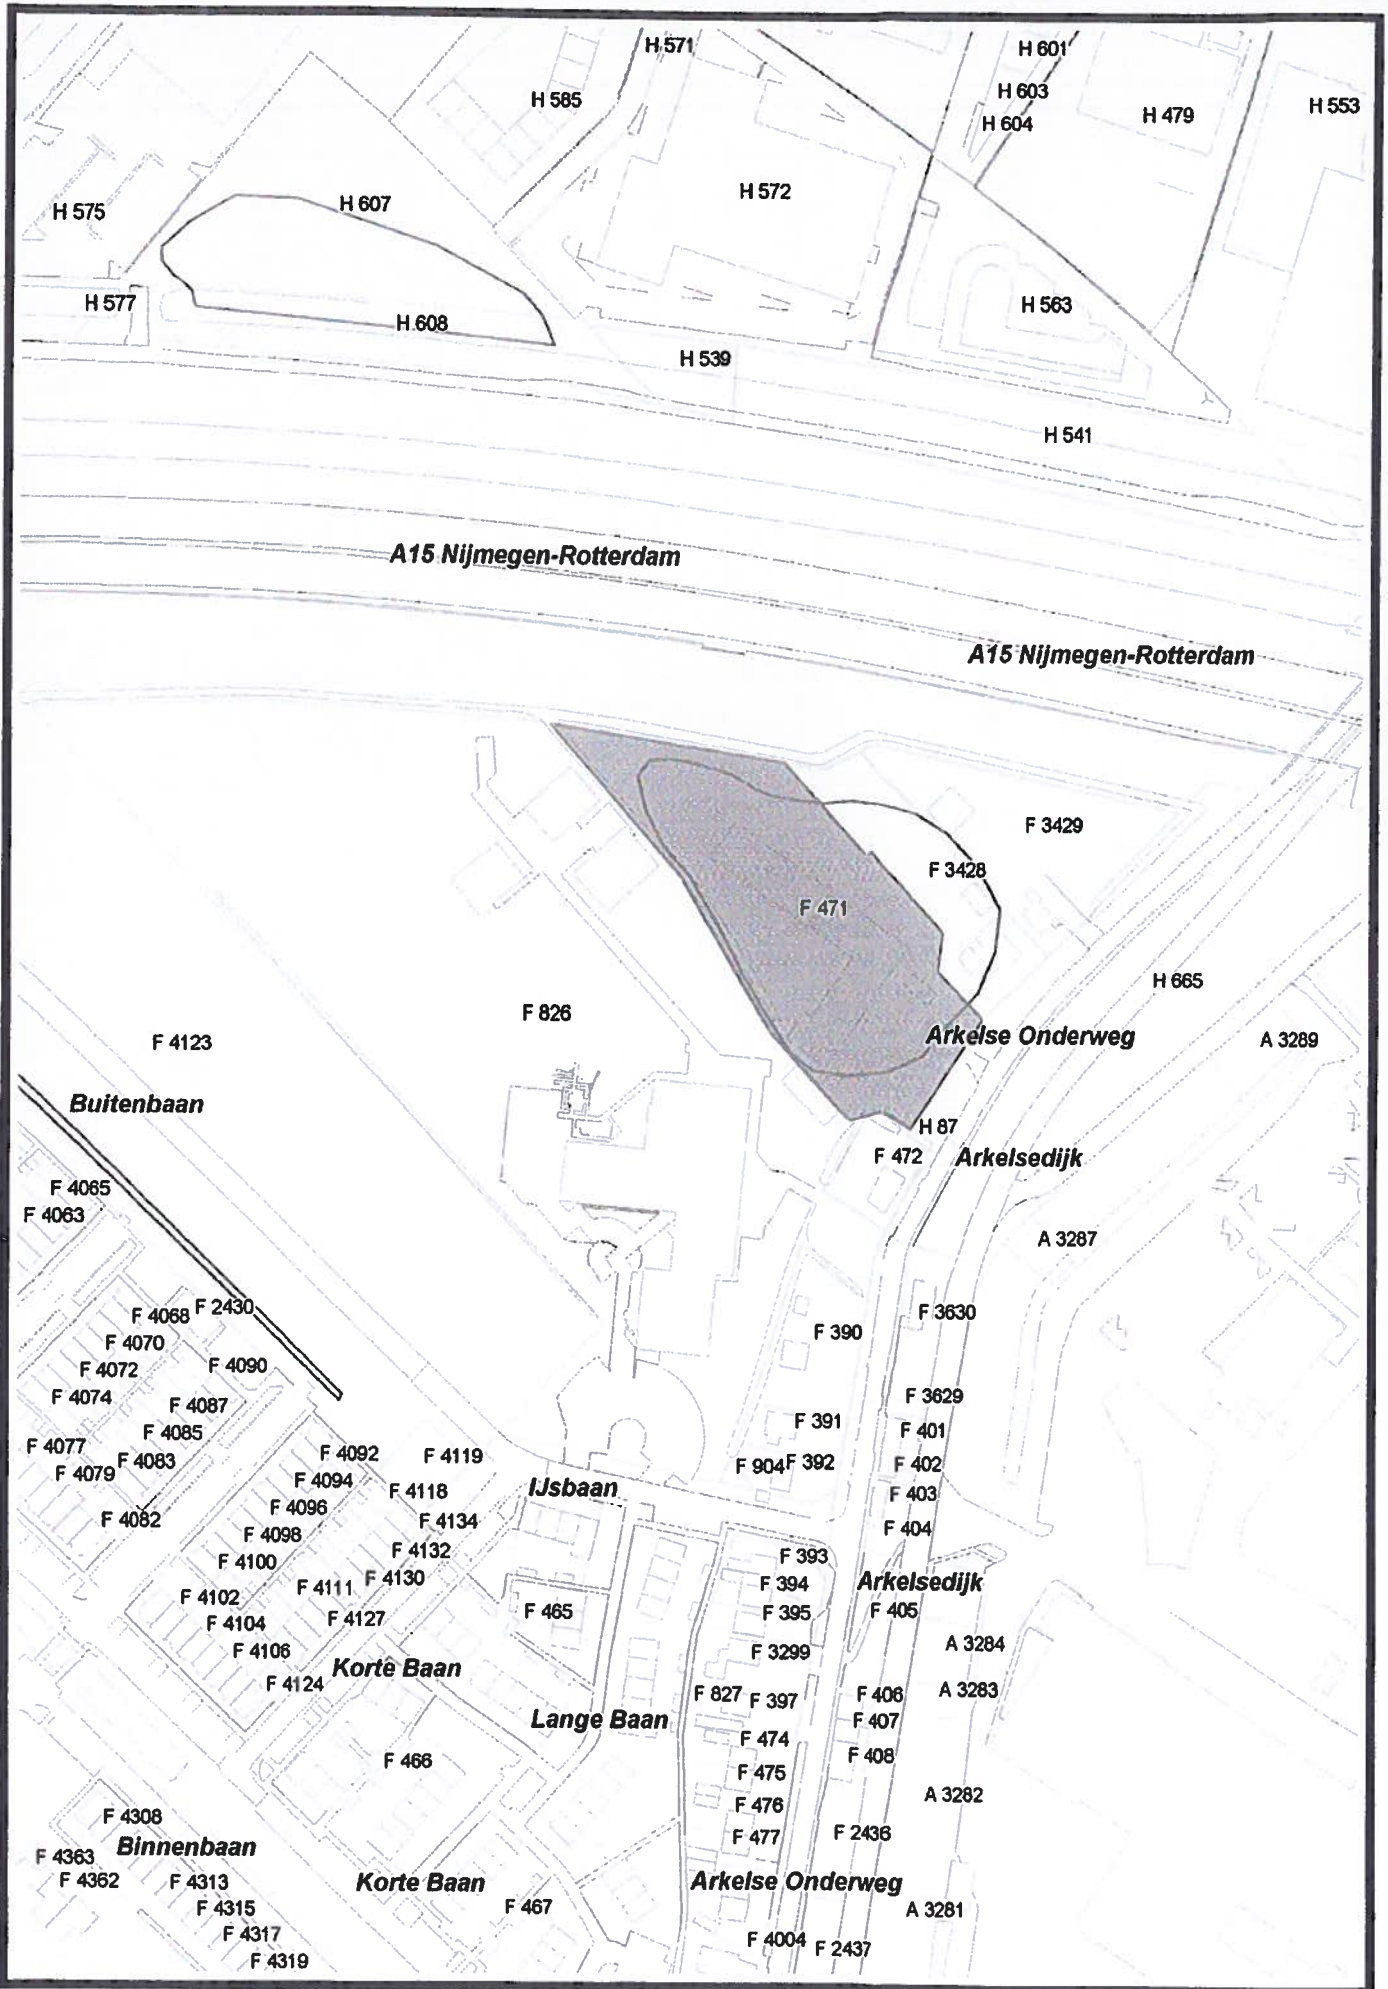 H 571
H 601
H 585
H 603
H 553
H 604
H 479
H 572
H 607
H 575
H 577
H 563
H 608
H 539
H 541
A15 Nijmegen-Rotterdam
A15 Nijmegen-Rotterdam
F 3429
F 3428
F 471
H 665
F 826
Arkelse Onderweg
A 3289
F 4123
Buitenbaan
H 87
F 472
Arkelsedijk
F 4065
F 4063
A 3287
F 2430
F 4068
F 3630
F 4070
F 390
F 4072
F 4090
F 4074
F 3629
F 4087
F 391
F 401
F 4085
F 4077
F 4083
F 4092
F 4119
F 904
F 392
F 402
F 4079
F 4094
IJsbaan
F 4118
F 403
F 4096
F 4082
F 4134
F 4098
F 404
F 4100
F 4132
F 393
F 4130
F 4111
F 394
Arkelsedijk
F 4102
F 465
F 395
F 405
F 4104
F 4127
F 4106
F 3299
A 3284
Korte Baan
F 4124
F 827
F 397
F 406
A 3283
Lange Baan
F 407
F 474
F 466
F 408
F 475
A 3282
F 476
F 4308
F 477
F 2436
Binnenbaan
F 4363
F 4362
F 4313
Korte Baan
Arkelse Onderweg
F 4315
F 467
A 3281
F 4317
F 4004
F 2437
F 4319